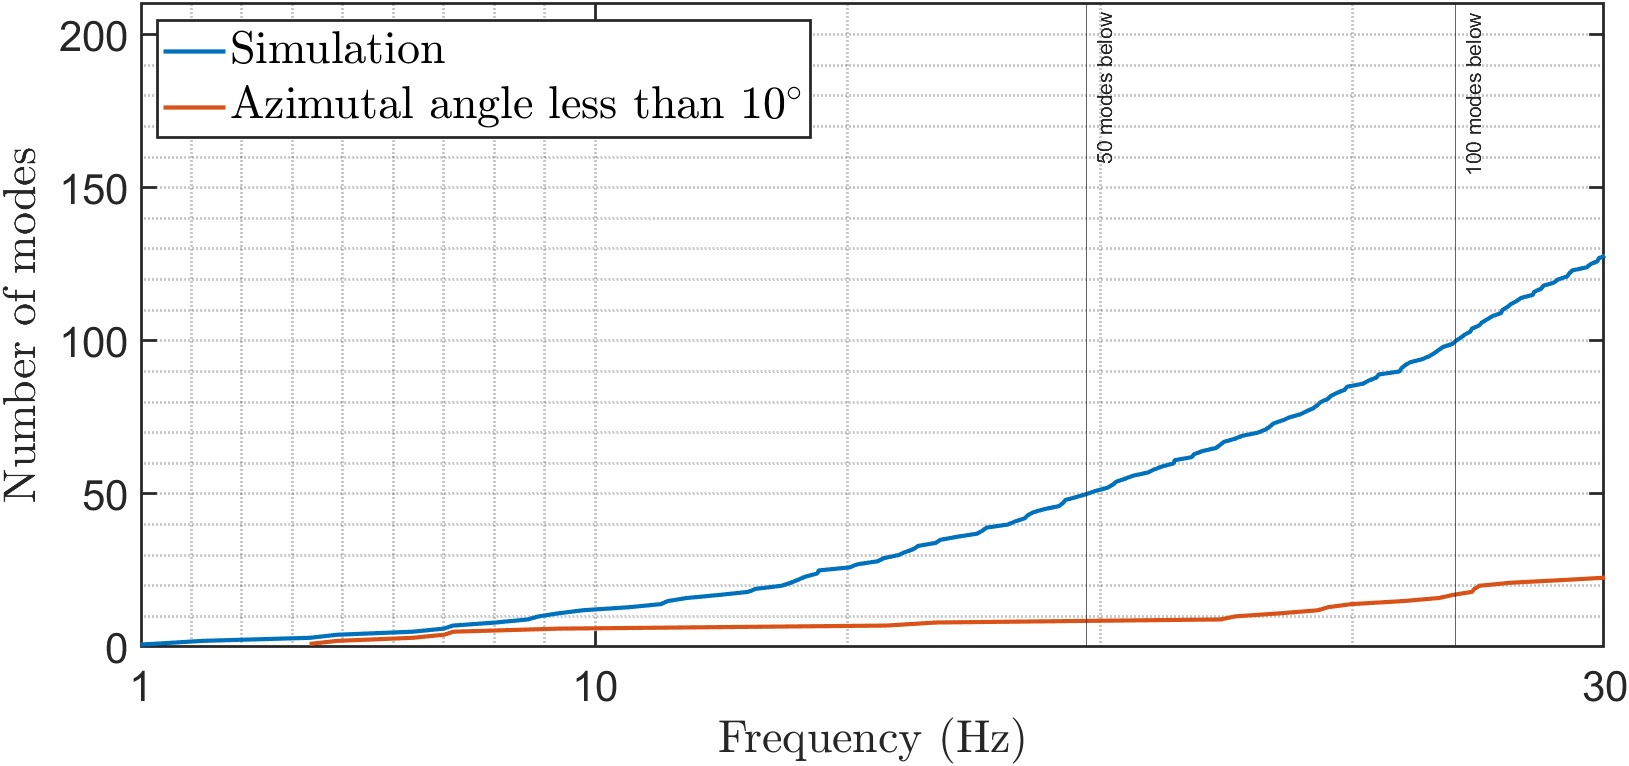 Simulation
Azimutal angle less than 10°
50 modes below
100 modes below
Number of modes
200
150
100
50
0
1
10
30
Frequency (Hz)